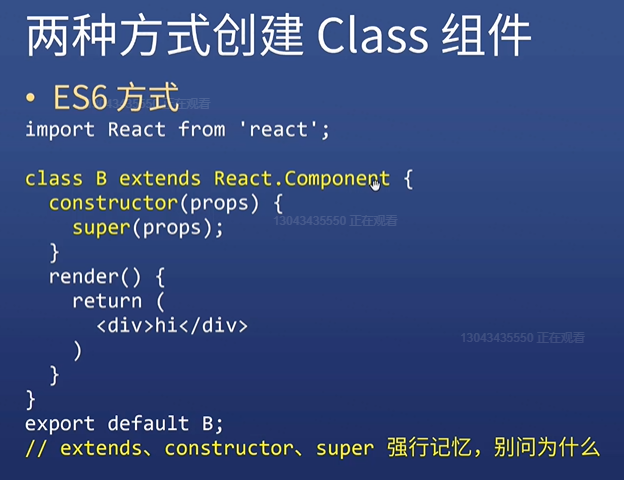 两种方式创建 Class 组件
• ES6 方式
import React from 'react';
class B extends React.Component {
  constructor(props) {
    super(props);
  }
  render() {
    return (
      <div>hi</div>
    )
  }
}
export default B;
// extends、constructor、super 强行记忆，别问为什么
13043435550 正在观看
13043435550 正在观看